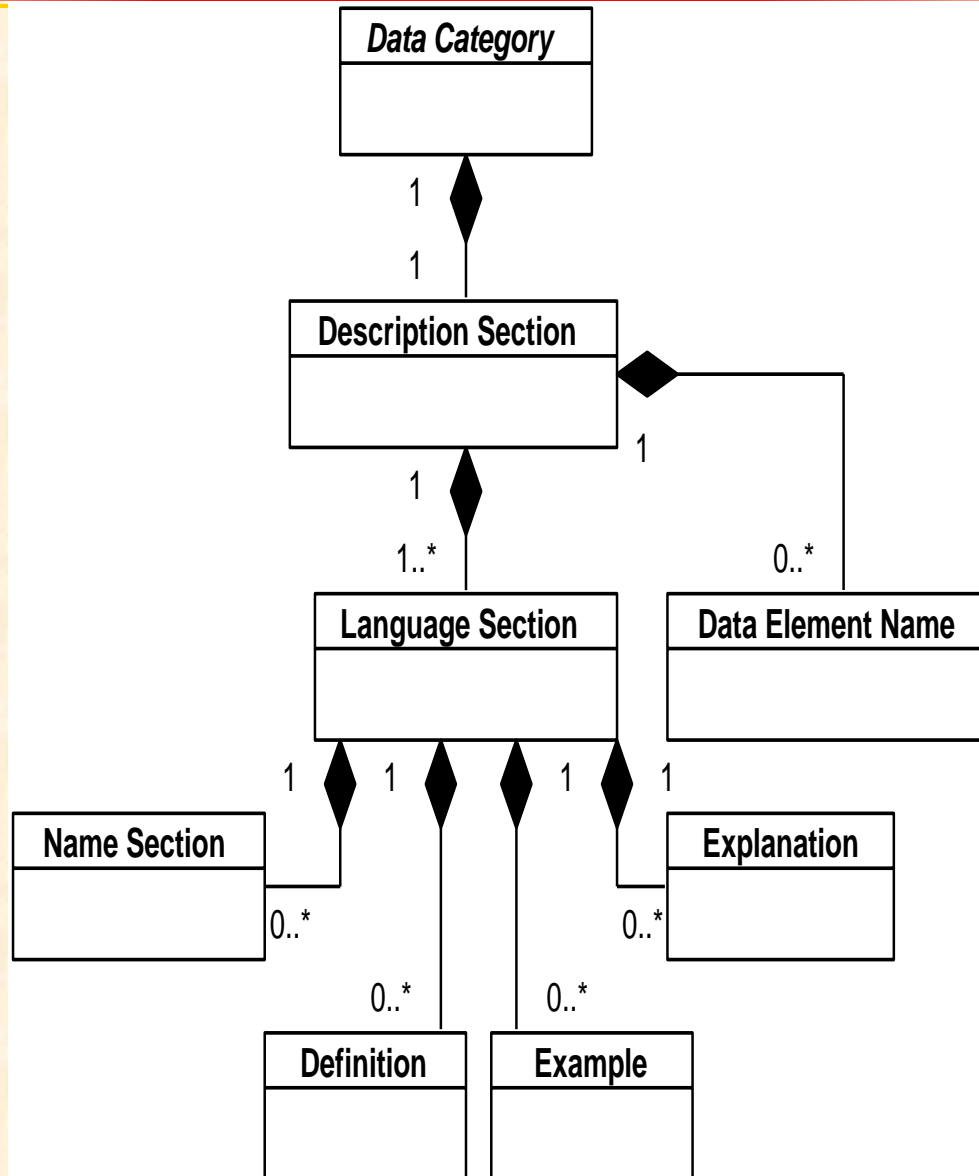 Data Category
1
1
Description Section
1
1
1..*
0..*
Language Section
Data Element Name
1
1
1
1
Name Section
Explanation
0..*
0..*
0..*
0..*
Definition
Example